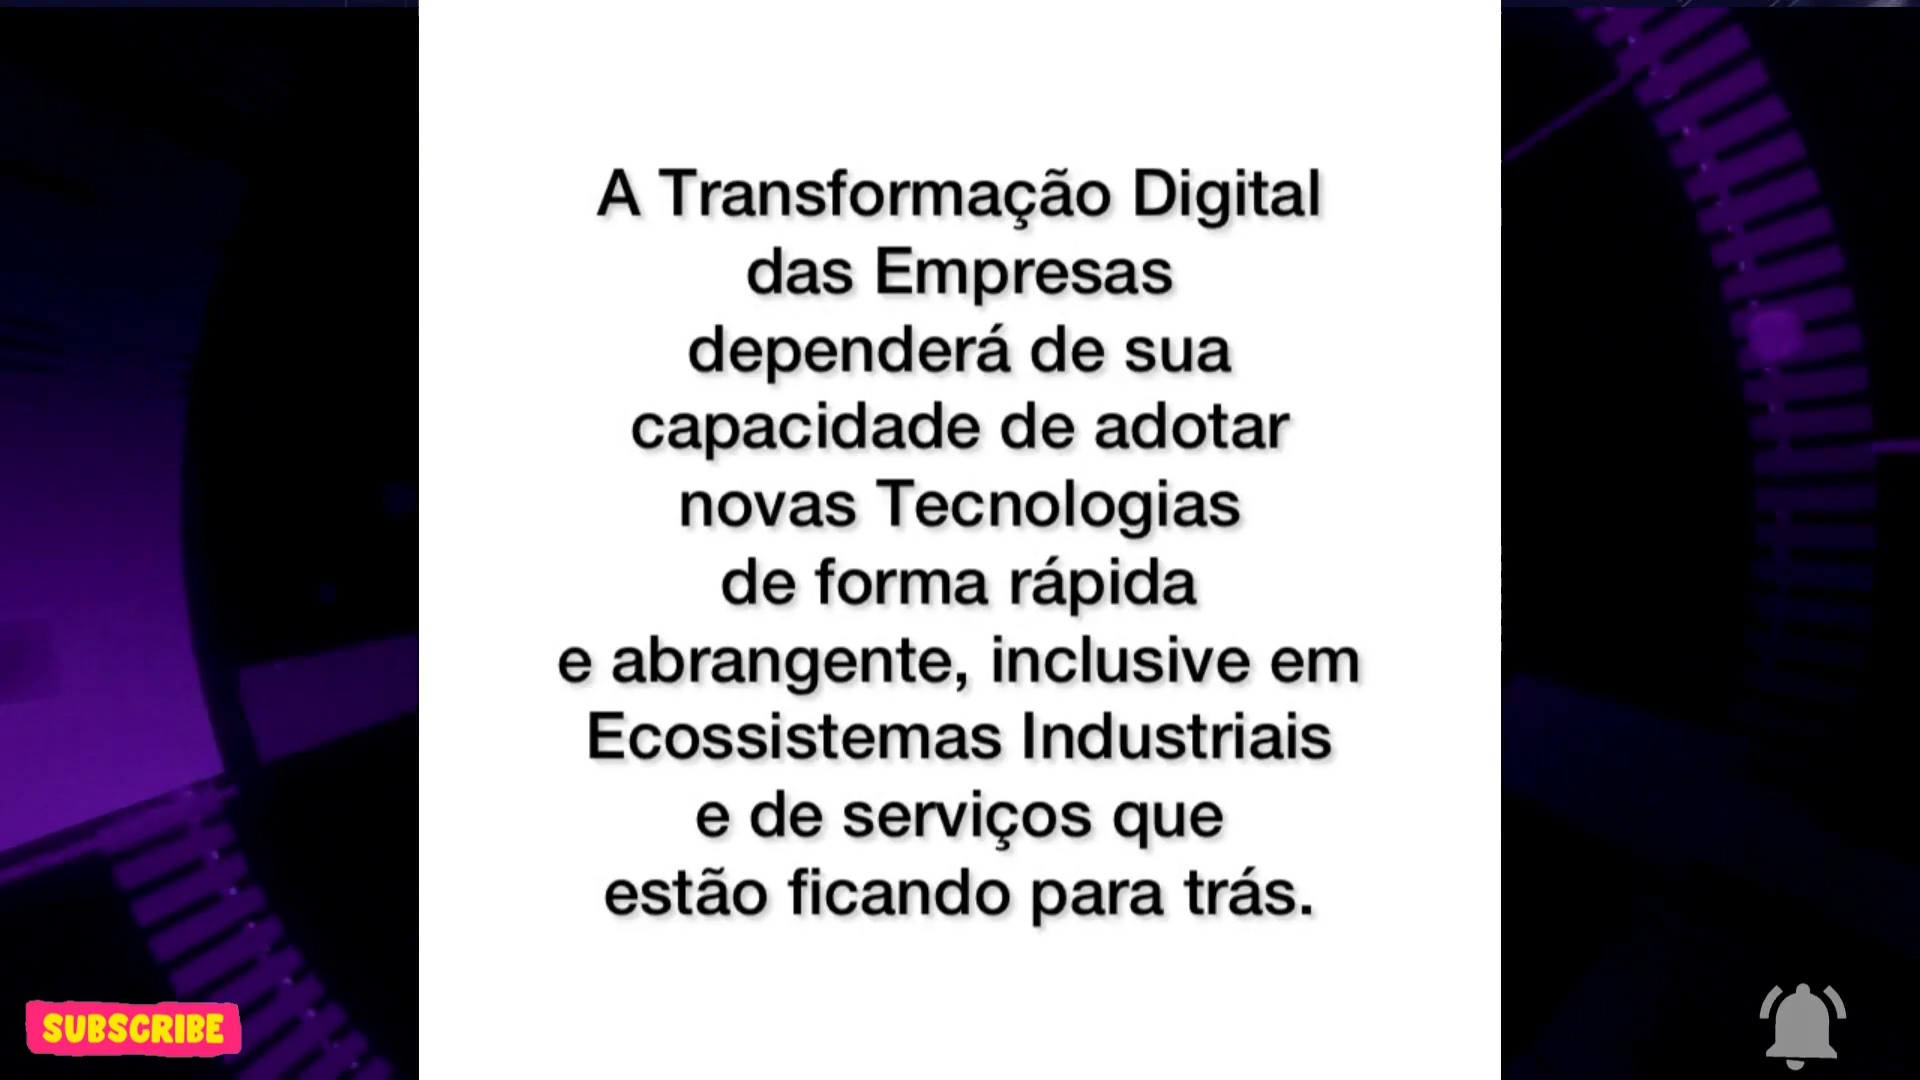 A Transformação Digital
das Empresas
dependerá de sua
capacidade de adotar
novas Tecnologias
de forma rápida
e abrangente, inclusive em
Ecossistemas Industriais
e de serviços que
estão ficando para trás.
SUBSCRIBE